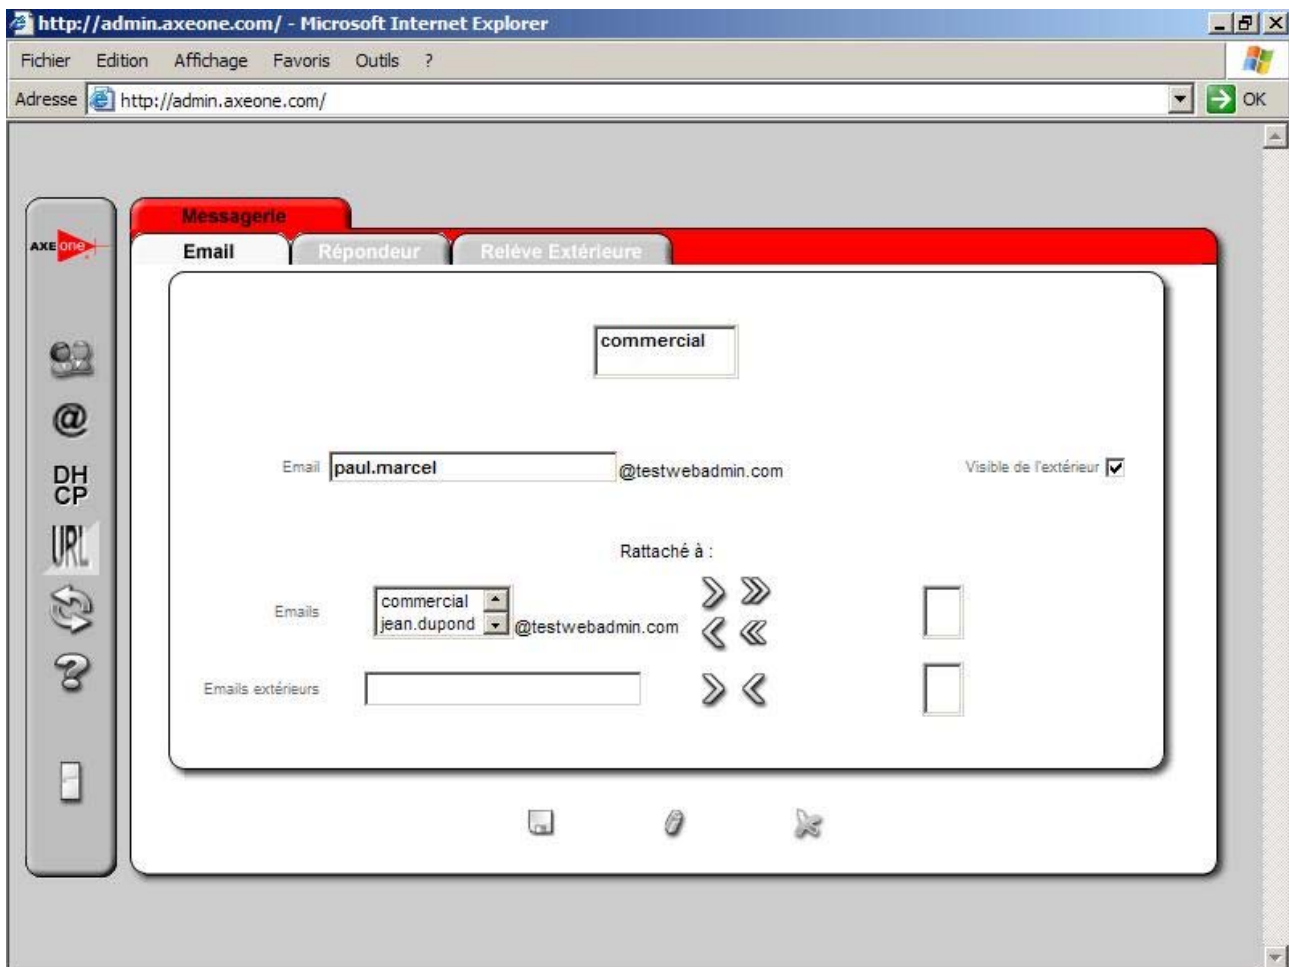 http://admin.axeone.com/ - Microsoft Internet Explorer
Fichier Edition Affichage Favoris Outils ?
Adresse http://admin.axeone.com/ OK
Messagerie
AXE one
Email Répondeur Relève Extérieure
commercial
@
Email paul.marcel @testwebadmin.com Visible de l'extérieur
DH
CP
URL
Rattaché à :
Emails commercial
jean.dupond @testwebadmin.com
?
Emails extérieurs